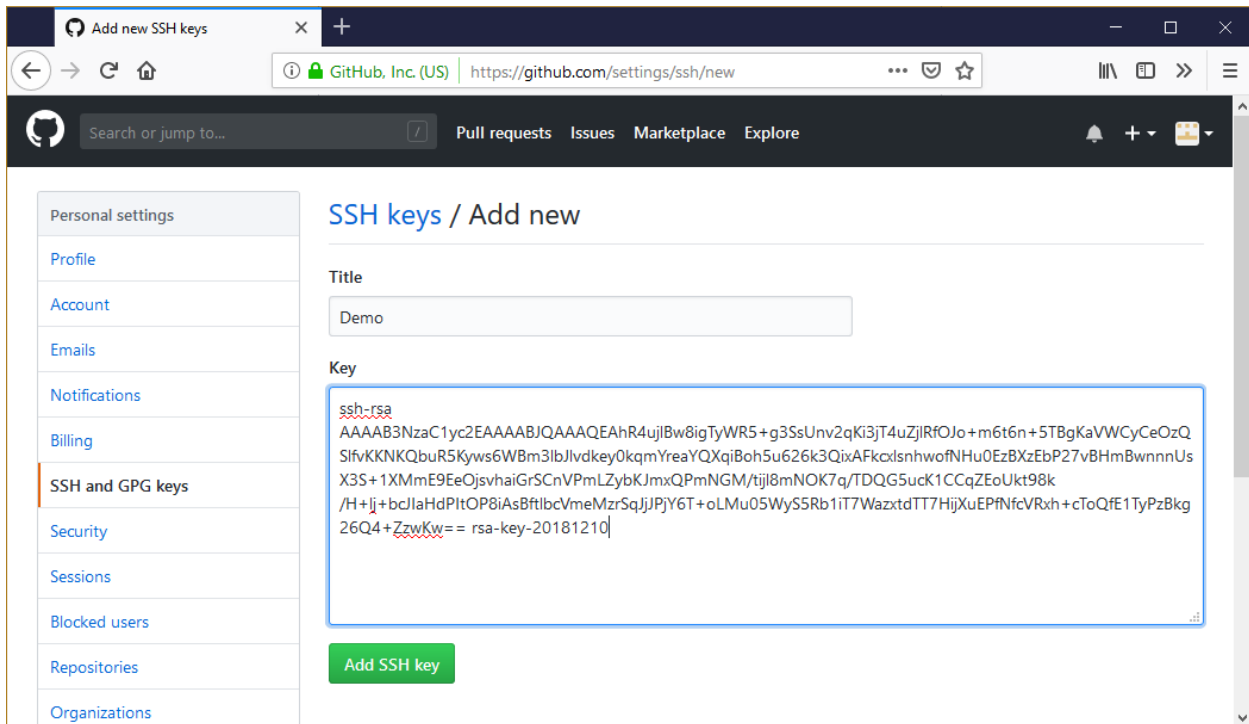 Add new SSH keys
GitHub, Inc. (US) https://github.com/settings/ssh/new
Search or jump to... / Pull requests Issues Marketplace Explore
Personal settings
Profile
Account
Emails
Notifications
Billing
SSH and GPG keys
Security
Sessions
Blocked users
Repositories
Organizations
SSH keys / Add new
Title
Demo
Key
ssh-rsa
AAAAB3NzaC1yc2EAAAABJQAAAQEAhR4ujlBw8igTyWR5+g3SsUnv2qKi3jT4uZjlRfOJo+m6t6n+5TBgKaVWCyCeOzQ
SlfvKKNKQbuR5Kyws6WBm3lbJlvdkey0kqmYreaYQXqiBoh5u626k3QixAFkcxlsnhwofNHu0EzBXzEbP27vBHmBwnnnUs
X3S+1XMmE9EeOjsvhaiGrSCnVPmLZybKJmxQPmNGM/tijl8mNOK7q/TDQG5ucK1CCqZEoUkt98k
/H+Ij+bcJIaHdPItOP8iAsBftlbcVmeMzrSqJjJPjY6T+oLMu05WyS5Rb1iT7WazxtdTT7HijXuEPfNfcVRxh+cToQfE1TyPzBkg
26Q4+ZzwKw== rsa-key-20181210
Add SSH key